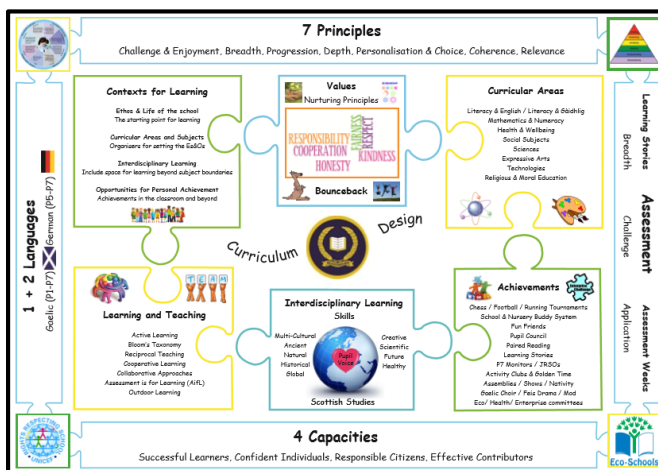 7 Principles
Challenge & Enjoyment, Breadth, Progression, Depth, Personalisation & Choice, Coherence, Relevance
1 + 2 Languages
Gaelic (P1-P7) German (P5-P7)
Contexts for Learning
Ethos & Life of the school
The starting point for learning
Curricular Areas and Subjects
Organizers for setting the Es&Os
Interdisciplinary Learning
Include space for learning beyond subject boundaries
Opportunities for Personal Achievement
Achievements in the classroom and beyond
Values
Nurturing Principles
RESPONSIBILITY
COOPERATION
HONESTY
FAIRNESS
RESPECT
KINDNESS
Bounceback
Curricular Areas
Literacy & English / Literacy & Gàidhlig
Mathematics & Numeracy
Health & Wellbeing
Social Subjects
Sciences
Expressive Arts
Technologies
Religious & Moral Education
Learning Stories
Breadth
Assessment
Challenge
Assessment Weeks
Application
Curriculum Design
TEAM
Learning and Teaching
Active Learning
Bloom's Taxonomy
Reciprocal Teaching
Cooperative Learning
Collaborative Approaches
Assessment is for Learning (AifL)
Outdoor Learning
Interdisciplinary Learning
Skills
Multi-Cultural
Ancient
Natural
Historical
Global
Pupil
Voice
Creative
Scientific
Future
Healthy
Scottish Studies
Achievements
Chess / Football / Running Tournaments
School & Nursery Buddy System
Fun Friends
Pupil Council
Paired Reading
Learning Stories
P7 Monitors / JRSOs
Activity Clubs & Golden Time
Assemblies / Shows / Nativity
Gaelic Choir / Feis Drama / Mod
Eco/ Health/ Enterprise committees
4 Capacities
Successful Learners, Confident Individuals, Responsible Citizens, Effective Contributors
RIGHTS RESPECTING SCHOOLS
UNICEF
Eco-Schools